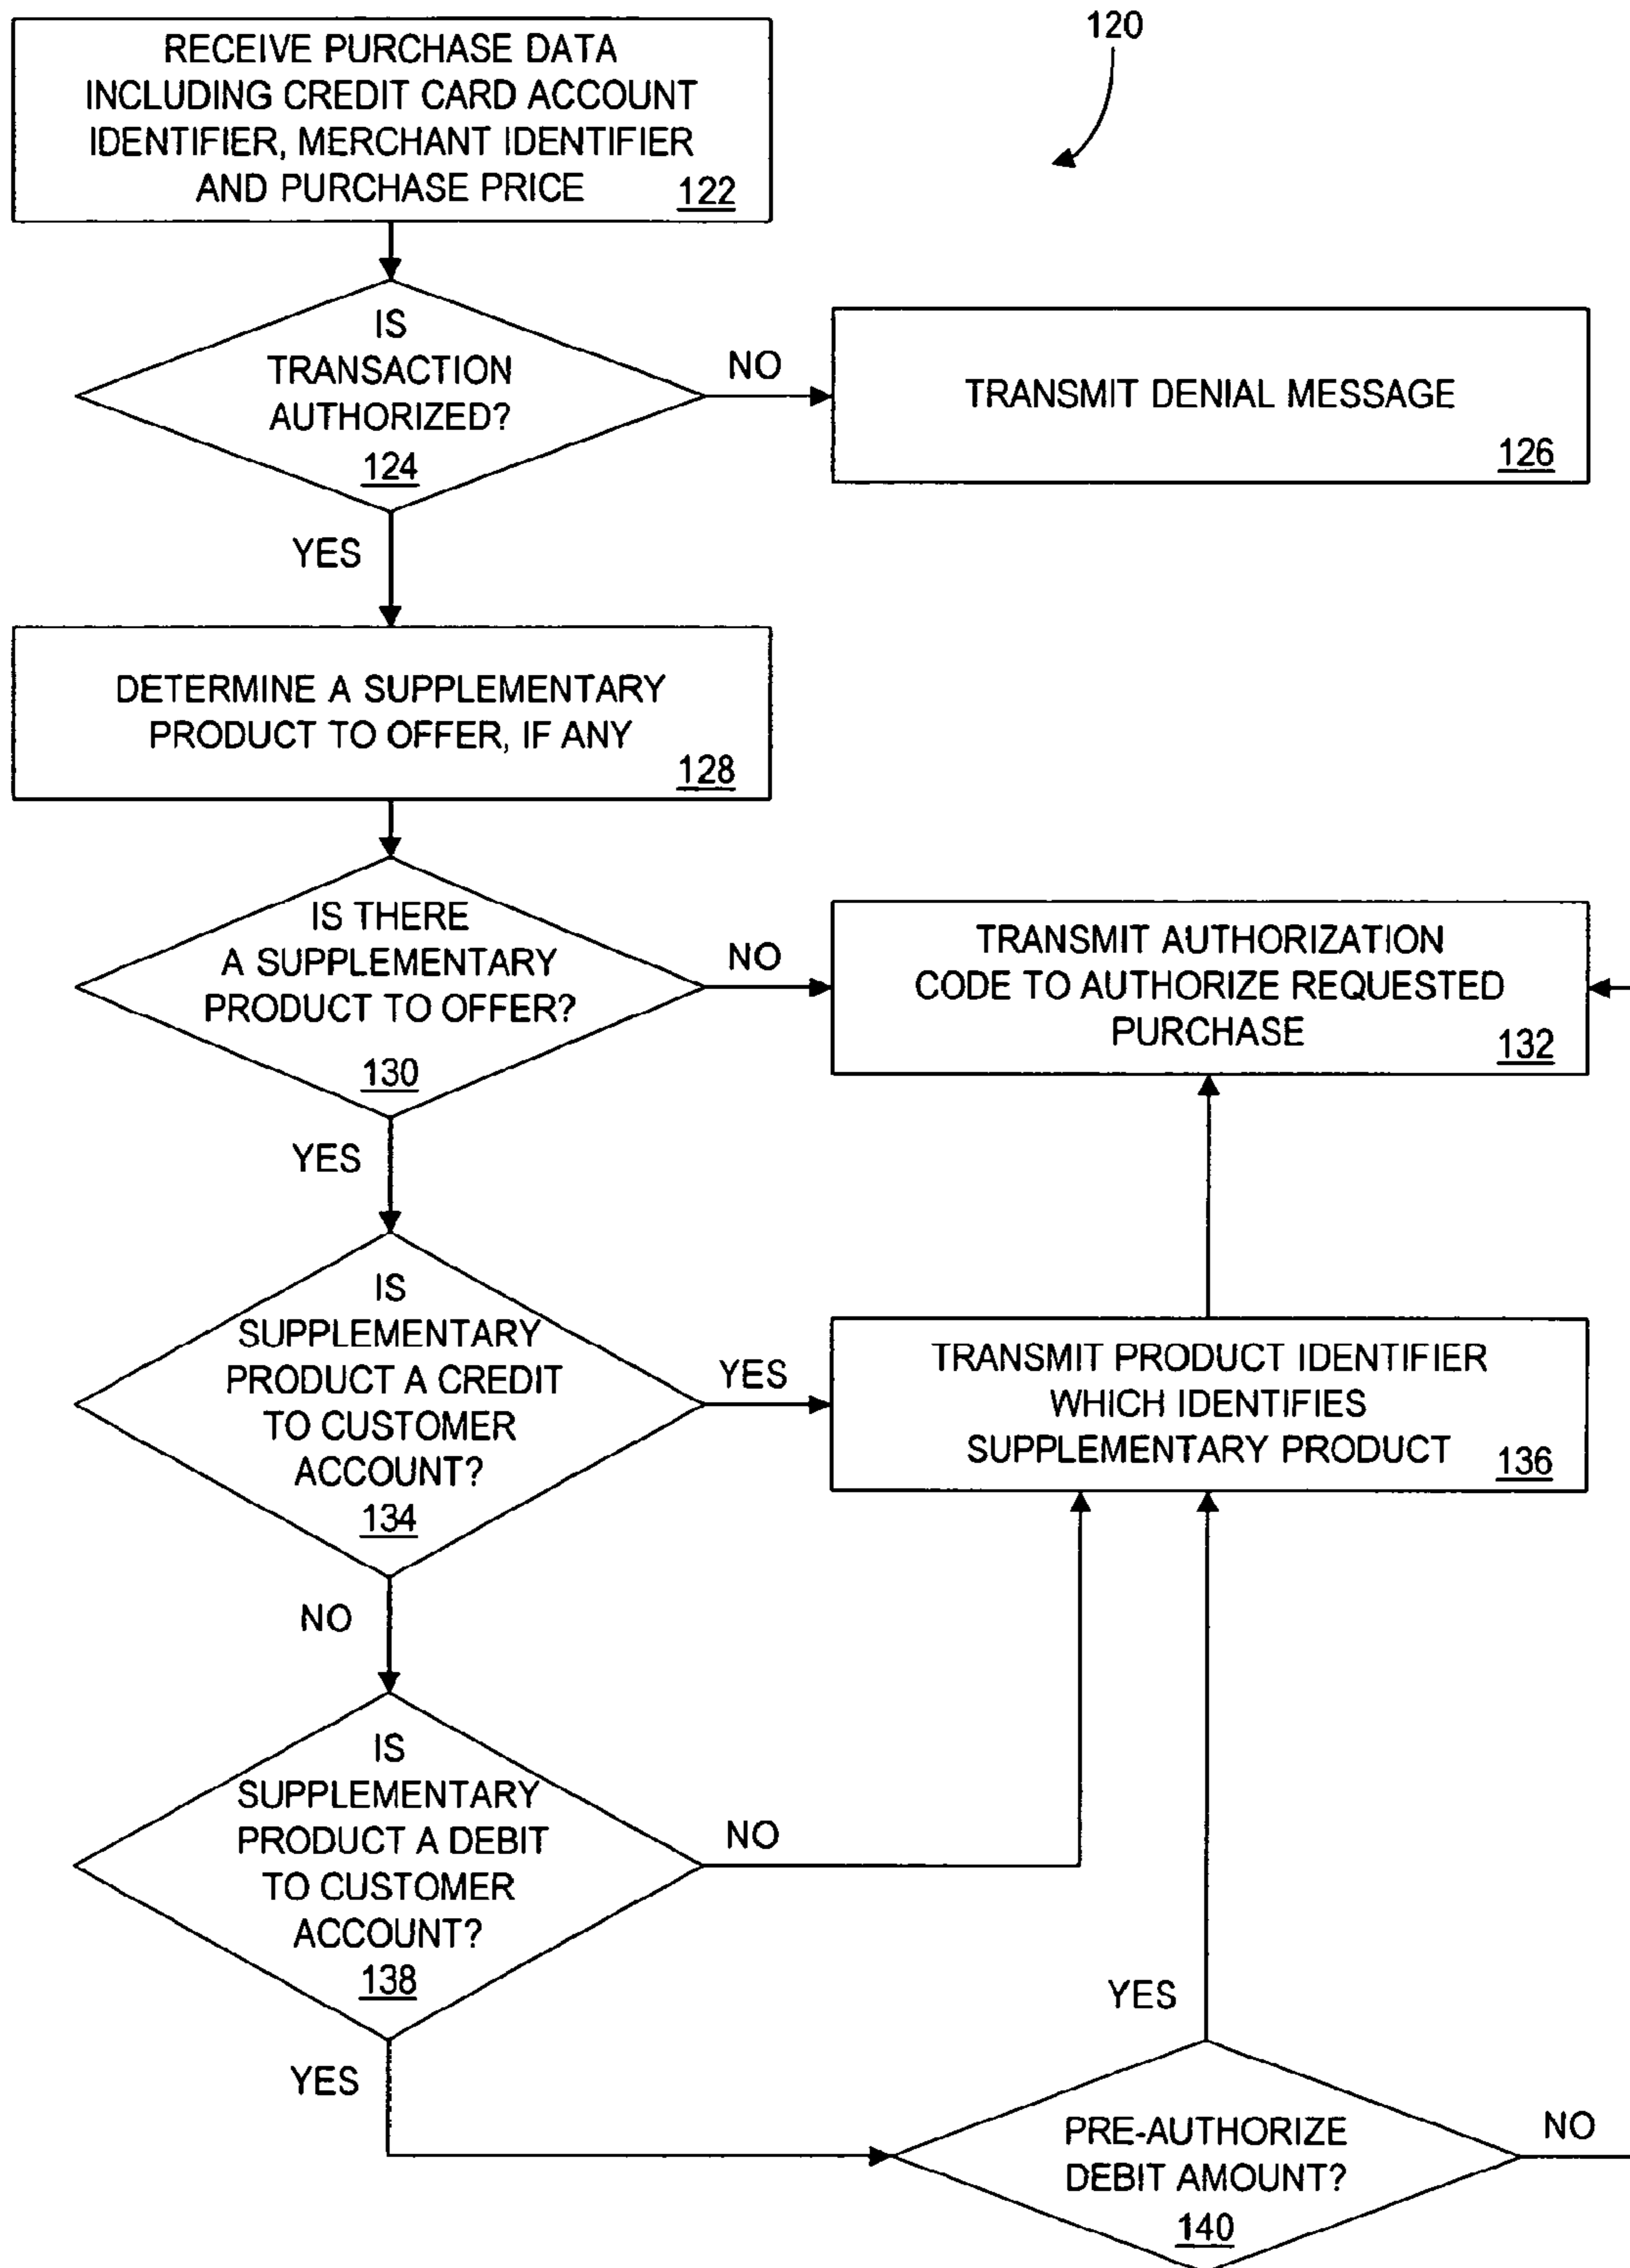 120
RECEIVE PURCHASE DATA
INCLUDING CREDIT CARD ACCOUNT
IDENTIFIER, MERCHANT IDENTIFIER
AND PURCHASE PRICE 122
IS
TRANSACTION
AUTHORIZED?
124
NO
TRANSMIT DENIAL MESSAGE
126
YES
DETERMINE A SUPPLEMENTARY
PRODUCT TO OFFER, IF ANY
128
IS THERE
A SUPPLEMENTARY
PRODUCT TO OFFER?
130
NO
TRANSMIT AUTHORIZATION
CODE TO AUTHORIZE REQUESTED
PURCHASE 132
YES
IS
SUPPLEMENTARY
PRODUCT A CREDIT
TO CUSTOMER
ACCOUNT?
134
YES
TRANSMIT PRODUCT IDENTIFIER
WHICH IDENTIFIES
SUPPLEMENTARY PRODUCT 136
NO
IS
SUPPLEMENTARY
PRODUCT A DEBIT
TO CUSTOMER
ACCOUNT?
138
NO
YES
YES
PRE-AUTHORIZE
DEBIT AMOUNT?
140
NO